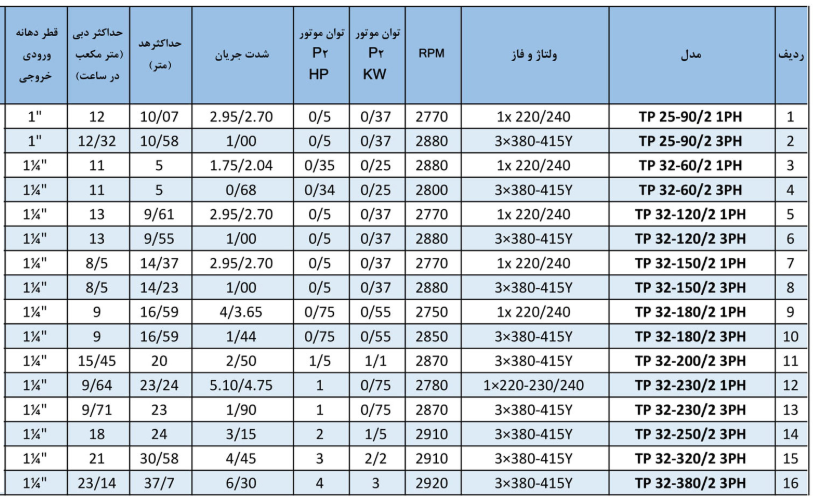 ردیف | مدل | ولتاژ و فاز | RPM | توان موتور P۲ KW | توان موتور P۲ HP | شدت جریان | حداکثرهد (متر) | حداکثر دبی (متر مکعب در ساعت) | قطر دهانه ورودی خروجی
1 | TP 25-90/2 1PH | 1x 220/240 | 2770 | 0/37 | 0/5 | 2.95/2.70 | 10/07 | 12 | 1"
2 | TP 25-90/2 3PH | 3×380-415Y | 2880 | 0/37 | 0/5 | 1/00 | 10/58 | 12/32 | 1"
3 | TP 32-60/2 1PH | 1x 220/240 | 2880 | 0/25 | 0/35 | 1.75/2.04 | 5 | 11 | 1¼"
4 | TP 32-60/2 3PH | 3×380-415Y | 2800 | 0/25 | 0/34 | 0/68 | 5 | 11 | 1¼"
5 | TP 32-120/2 1PH | 1x 220/240 | 2770 | 0/37 | 0/5 | 2.95/2.70 | 9/61 | 13 | 1¼"
6 | TP 32-120/2 3PH | 3×380-415Y | 2880 | 0/37 | 0/5 | 1/00 | 9/55 | 13 | 1¼"
7 | TP 32-150/2 1PH | 1x 220/240 | 2770 | 0/37 | 0/5 | 2.95/2.70 | 14/37 | 8/5 | 1¼"
8 | TP 32-150/2 3PH | 3×380-415Y | 2880 | 0/37 | 0/5 | 1/00 | 14/23 | 8/5 | 1¼"
9 | TP 32-180/2 1PH | 1x 220/240 | 2750 | 0/55 | 0/75 | 4/3.65 | 16/59 | 9 | 1¼"
10 | TP 32-180/2 3PH | 3×380-415Y | 2850 | 0/55 | 0/75 | 1/44 | 16/59 | 9 | 1¼"
11 | TP 32-200/2 3PH | 3×380-415Y | 2870 | 1/1 | 1/5 | 2/50 | 20 | 15/45 | 1¼"
12 | TP 32-230/2 1PH | 1×220-230/240 | 2780 | 0/75 | 1 | 5.10/4.75 | 23/24 | 9/64 | 1¼"
13 | TP 32-230/2 3PH | 3×380-415Y | 2870 | 0/75 | 1 | 1/90 | 23 | 9/71 | 1¼"
14 | TP 32-250/2 3PH | 3×380-415Y | 2910 | 1/5 | 2 | 3/15 | 24 | 18 | 1¼"
15 | TP 32-320/2 3PH | 3×380-415Y | 2910 | 2/2 | 3 | 4/45 | 30/58 | 21 | 1¼"
16 | TP 32-380/2 3PH | 3×380-415Y | 2920 | 3 | 4 | 6/30 | 37/7 | 23/14 | 1¼"